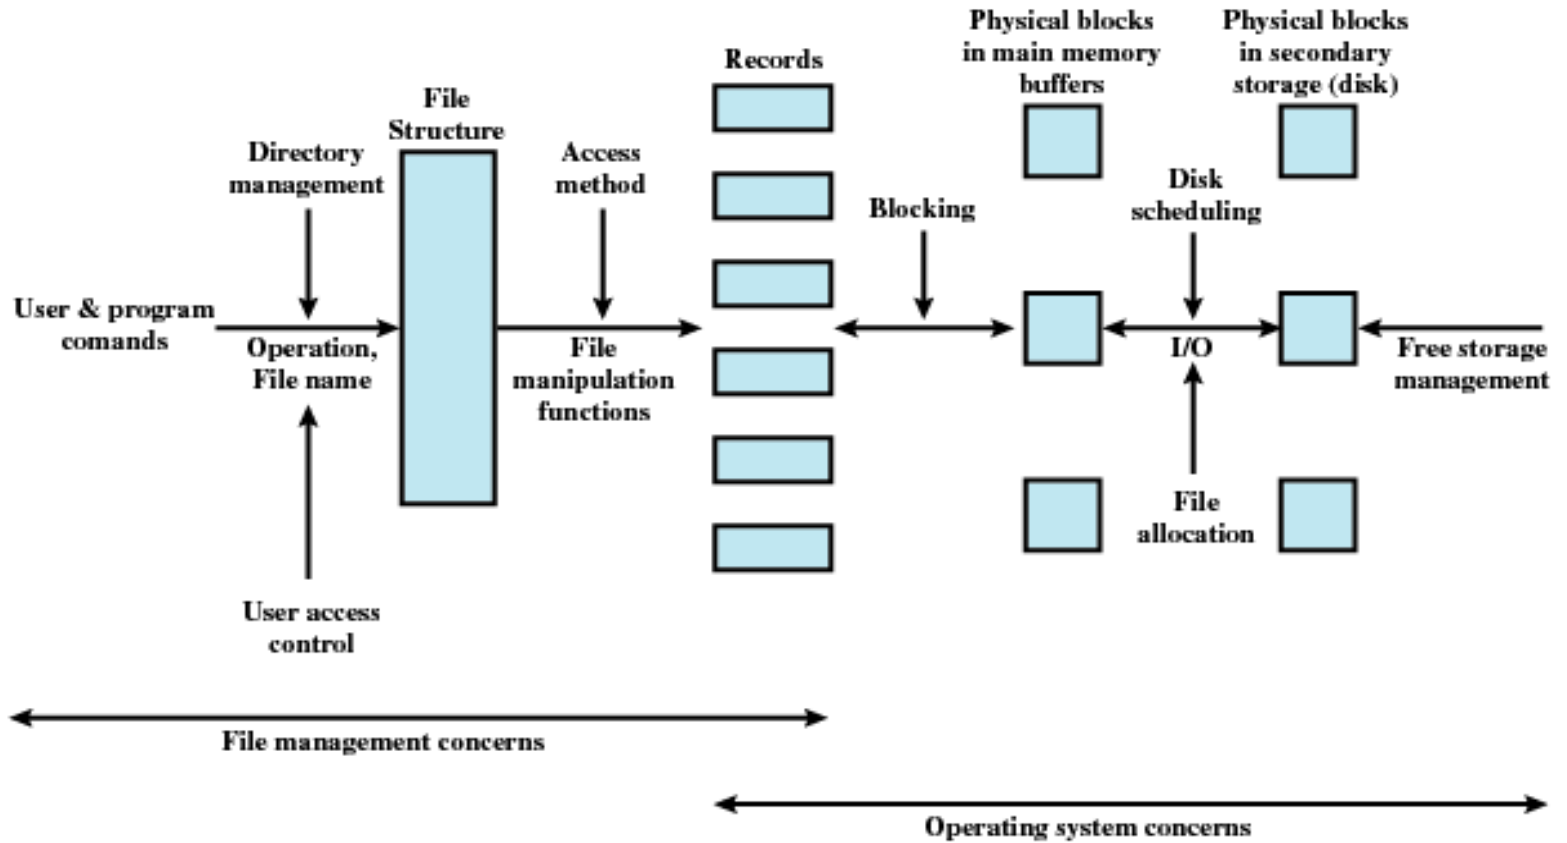 Physical blocks
in main memory
buffers
Physical blocks
in secondary
storage (disk)
Records
File
Structure
Directory
management
Access
method
Blocking
Disk
scheduling
User & program
comands
Operation,
File name
File
manipulation
functions
I/O
Free storage
management
File
allocation
User access
control
File management concerns
Operating system concerns